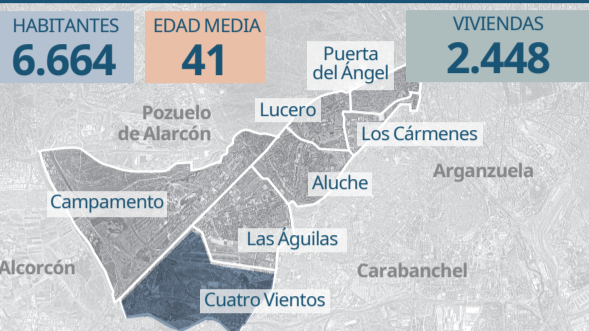 HABITANTES
6.664
EDAD MEDIA
41
VIVIENDAS
2.448
Puerta
del Ángel
Lucero
Pozuelo
de Alarcón
Los Cármenes
Arganzuela
Aluche
Campamento
Las Águilas
Alcorcón
Carabanchel
Cuatro Vientos